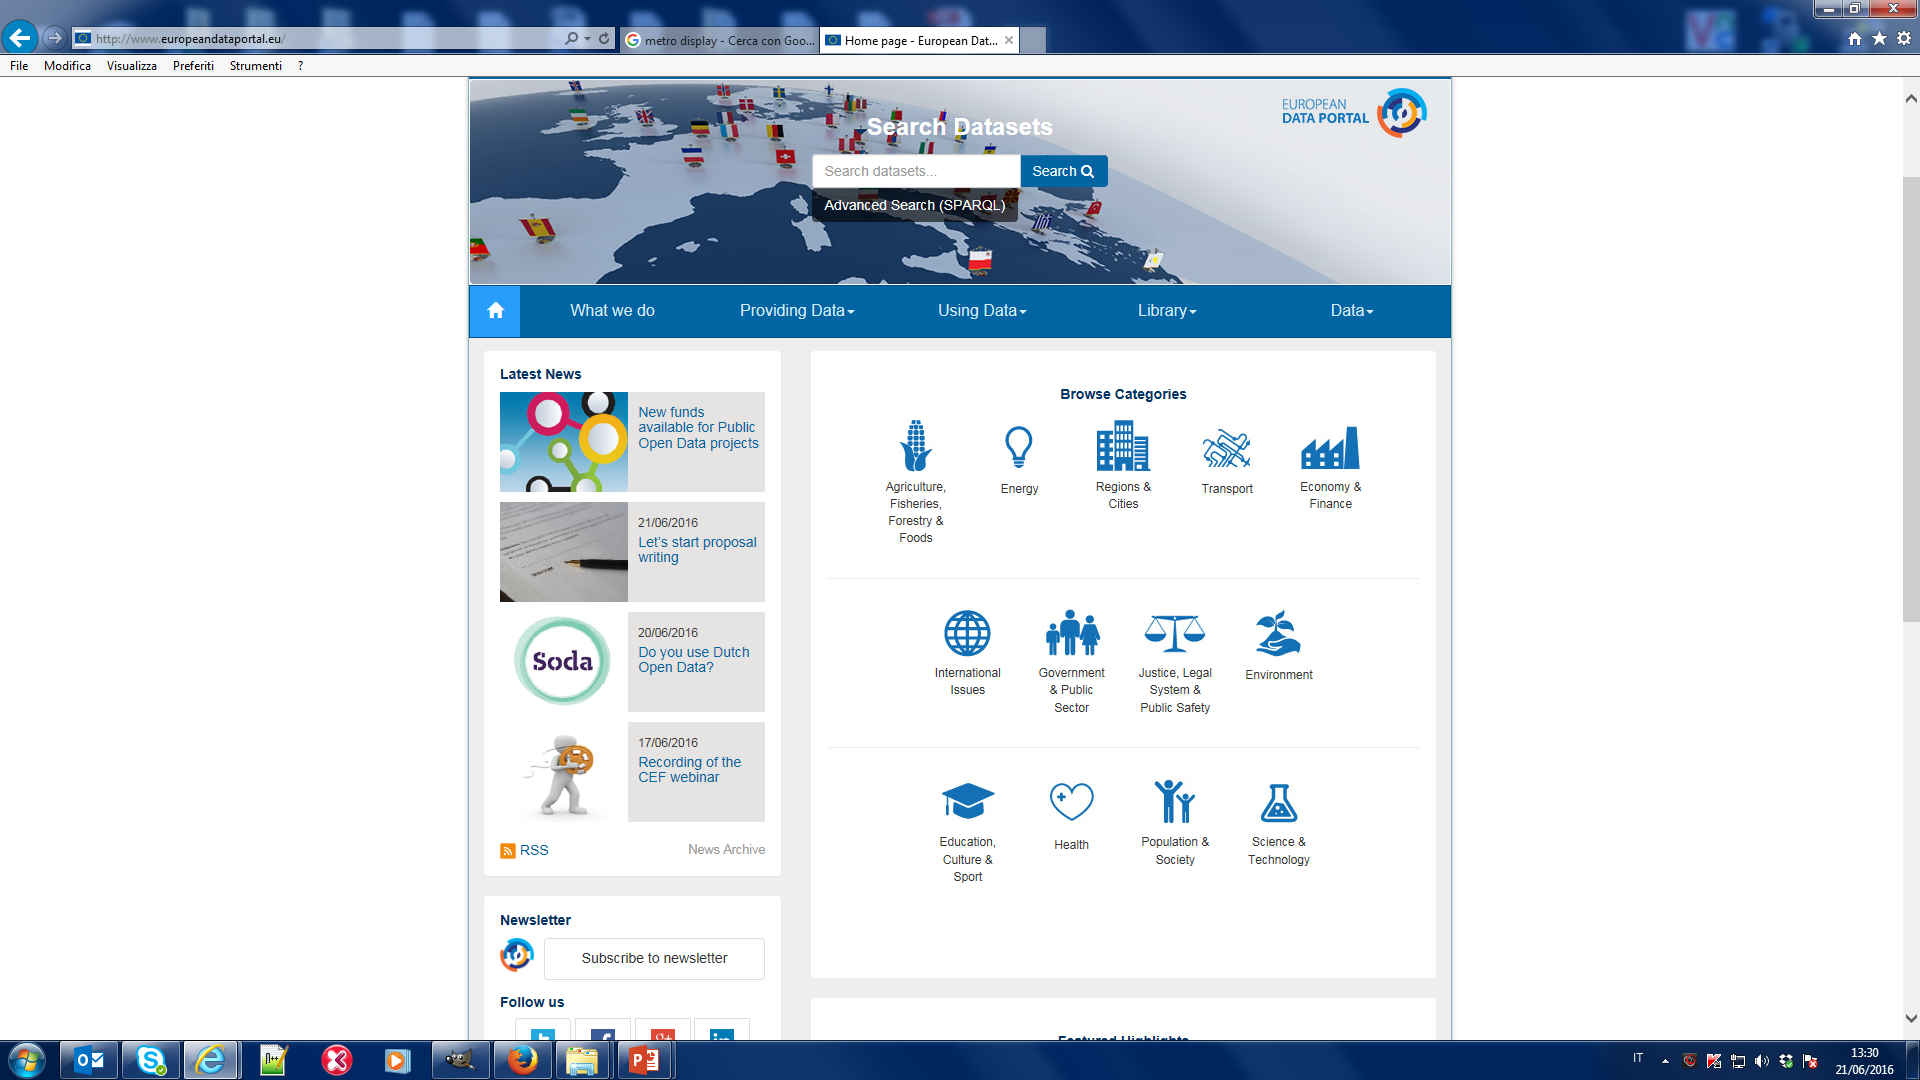 http://www.europeandataportal.eu/
metro display - Cerca con Goo...
Home page - European Dat...
File Modifica Visualizza Preferiti Strumenti ?
EUROPEAN
DATA PORTAL
Search Datasets
Search datasets...
Search
Advanced Search (SPARQL)
What we do Providing Data Using Data Library Data
Latest News
New funds
available for Public
Open Data projects
21/06/2016
Let's start proposal
writing
Soda
20/06/2016
Do you use Dutch
Open Data?
17/06/2016
Recording of the
CEF webinar
RSS
News Archive
Newsletter
Subscribe to newsletter
Follow us
Browse Categories
Agriculture,
Fisheries,
Forestry &
Foods
Energy
Regions &
Cities
Transport
Economy &
Finance
International
Issues
Government
& Public
Sector
Justice, Legal
System &
Public Safety
Environment
Education,
Culture &
Sport
Health
Population &
Society
Science &
Technology
Featured Highlights
IT
13:30
21/06/2016